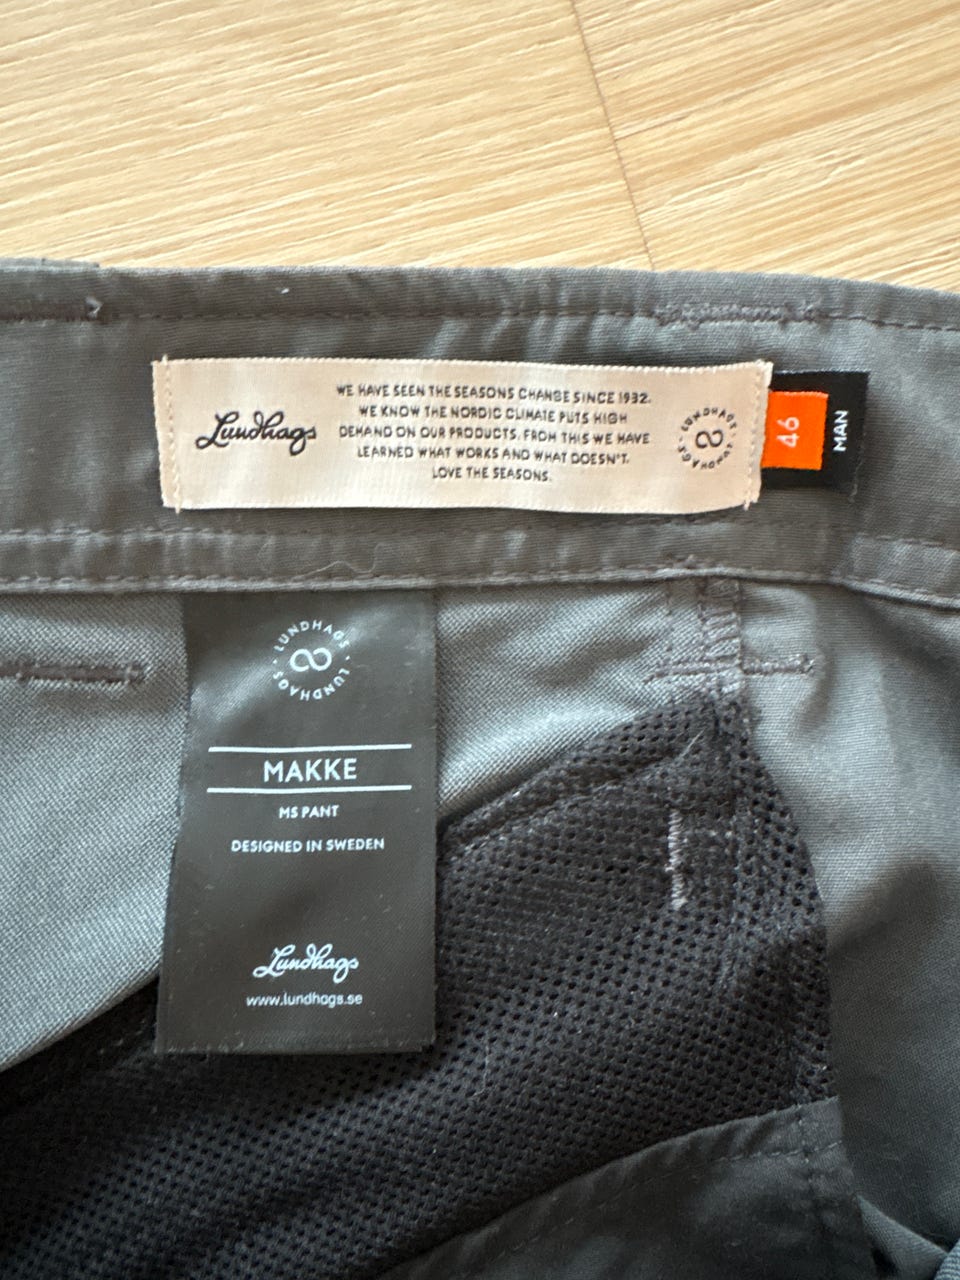 Lundhags
WE HAVE SEEN THE SEASONS CHANGE SINCE 1932.
WE KNOW THE NORDIC CLIMATE PUTS HIGH
DEMAND ON OUR PRODUCTS. FROM THIS WE HAVE
LEARNED WHAT WORKS AND WHAT DOESN'T.
LOVE THE SEASONS.
LUNDHAGS · LUNDHAGS ·
46
MAN
LUNDHAGS · LUNDHAGS ·
MAKKE
MS PANT
DESIGNED IN SWEDEN
Lundhags
www.lundhags.se